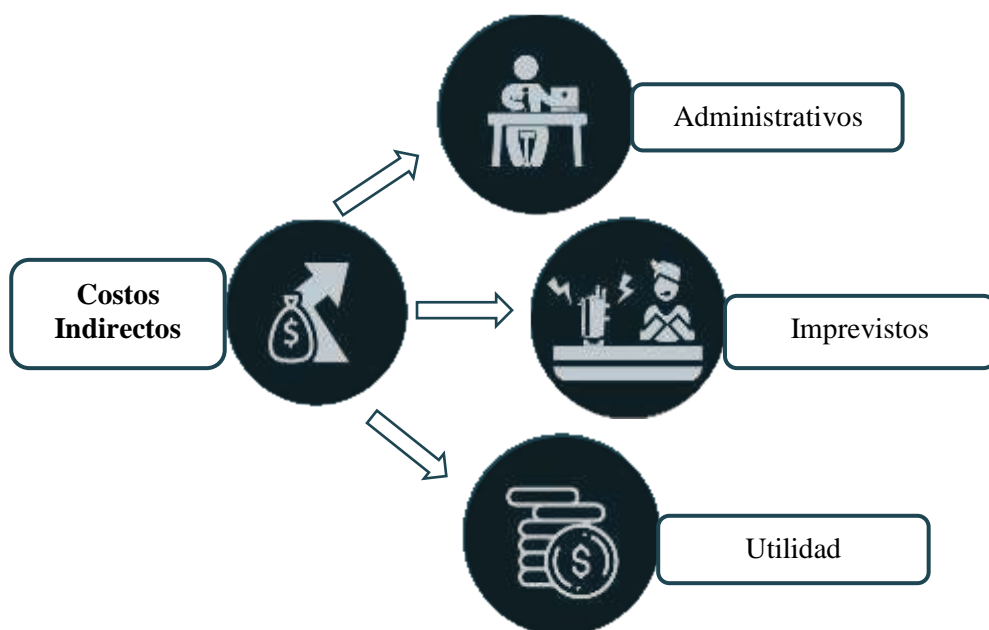 Administrativos
Costos
Indirectos
Imprevistos
Utilidad
$
$